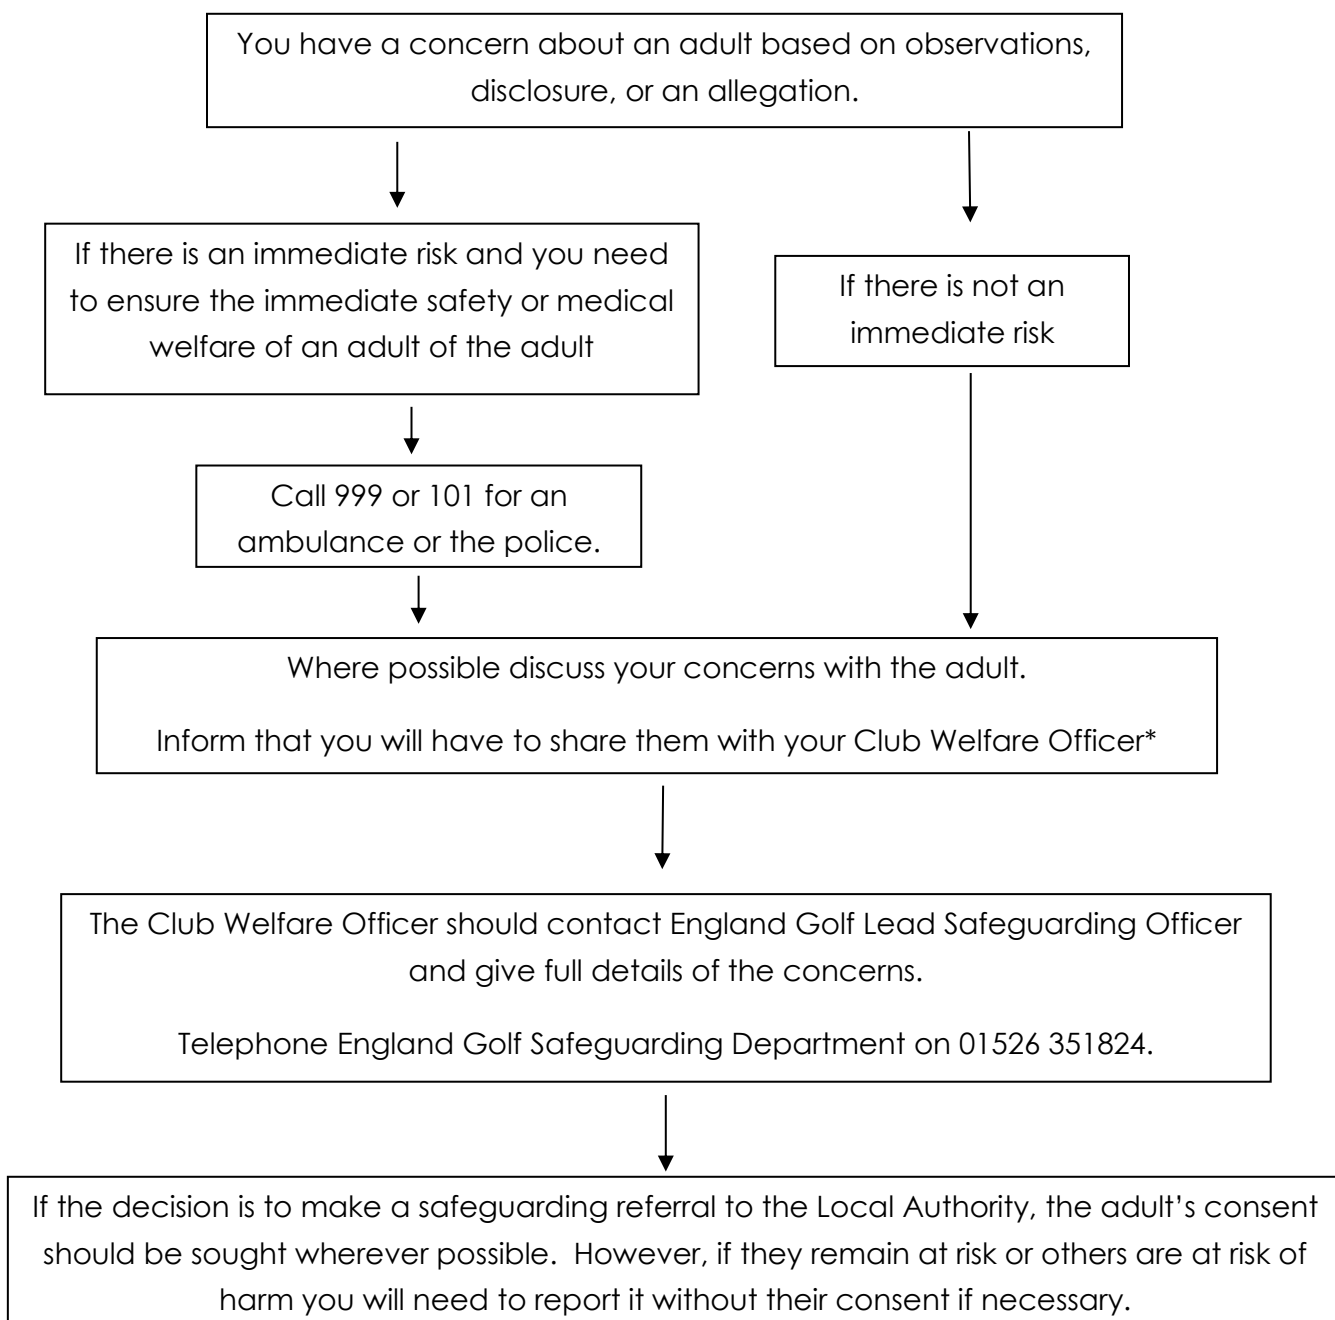 You have a concern about an adult based on observations,
disclosure, or an allegation.
If there is an immediate risk and you need
to ensure the immediate safety or medical
welfare of an adult of the adult
If there is not an
immediate risk
Call 999 or 101 for an
ambulance or the police.
Where possible discuss your concerns with the adult.
Inform that you will have to share them with your Club Welfare Officer*
The Club Welfare Officer should contact England Golf Lead Safeguarding Officer
and give full details of the concerns.
Telephone England Golf Safeguarding Department on 01526 351824.
If the decision is to make a safeguarding referral to the Local Authority, the adult’s consent
should be sought wherever possible.  However, if they remain at risk or others are at risk of
harm you will need to report it without their consent if necessary.